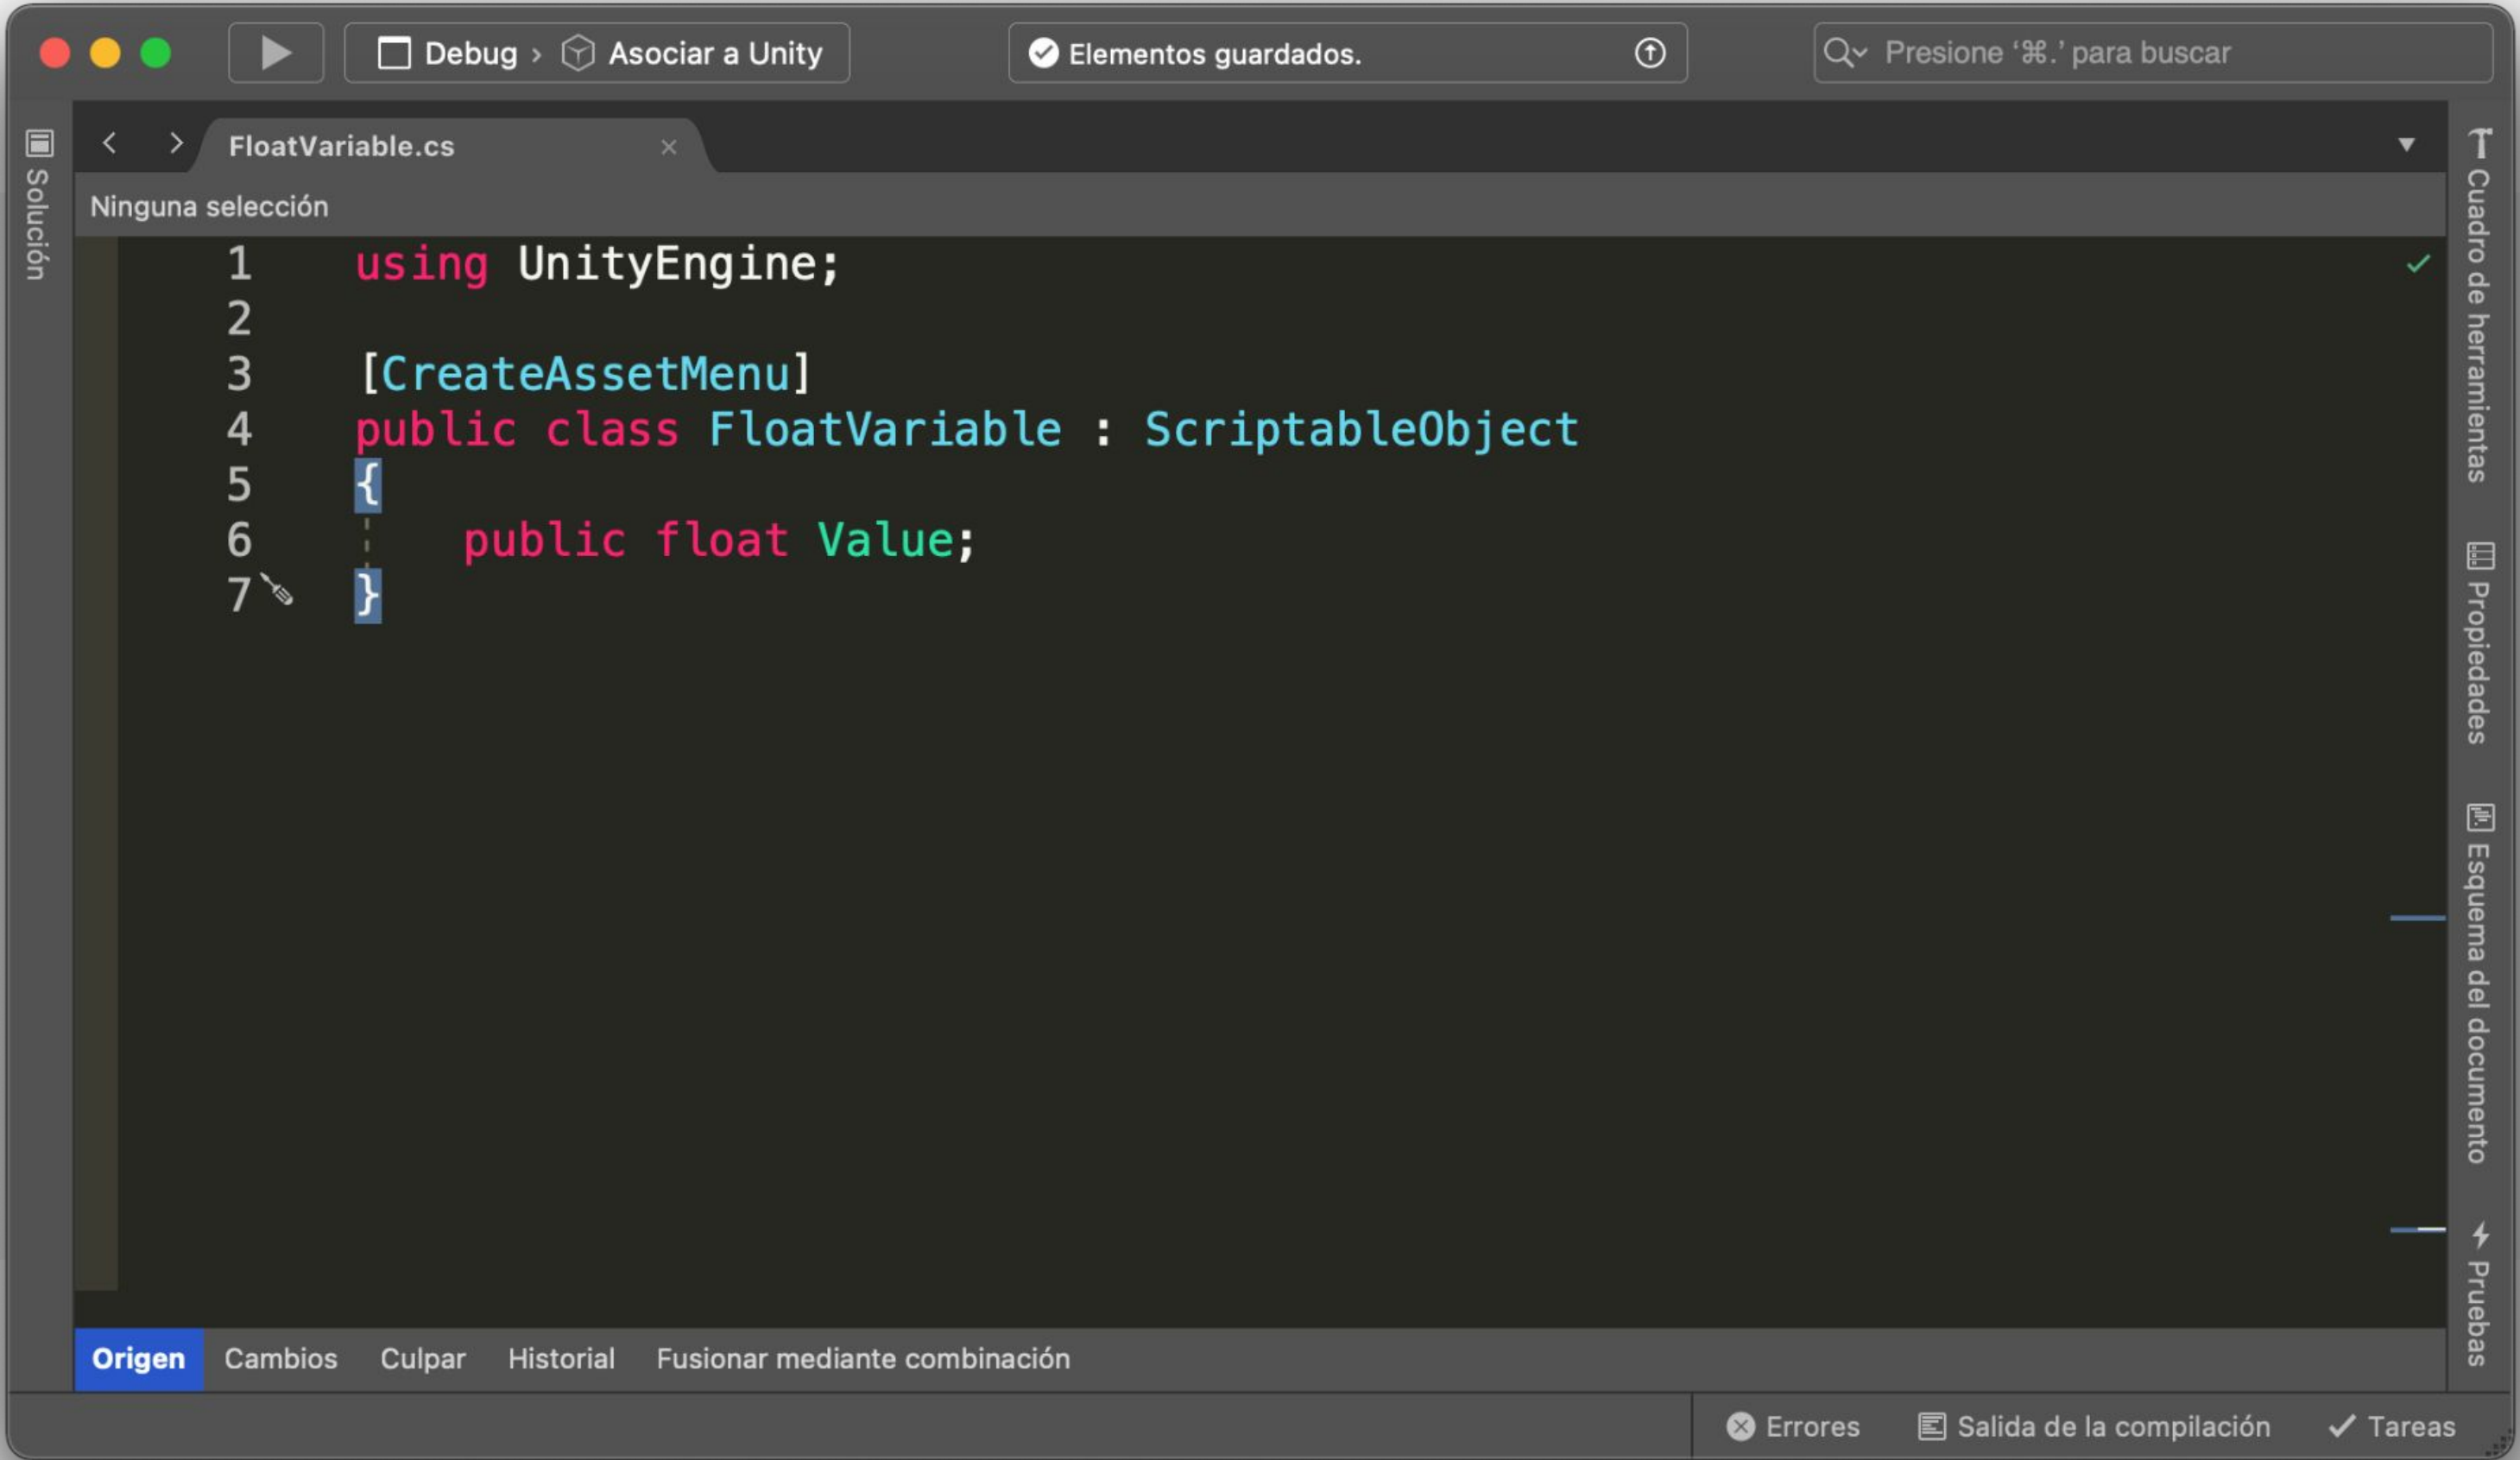 Debug › Asociar a Unity
Elementos guardados.
Presione ‘⌘.’ para buscar
Solución
FloatVariable.cs
Ninguna selección
1 using UnityEngine;
2
3 [CreateAssetMenu]
4 public class FloatVariable : ScriptableObject
5 {
6 public float Value;
7 }
Cuadro de herramientas
Propiedades
Esquema del documento
Pruebas
Origen Cambios Culpar Historial Fusionar mediante combinación
Errores Salida de la compilación Tareas